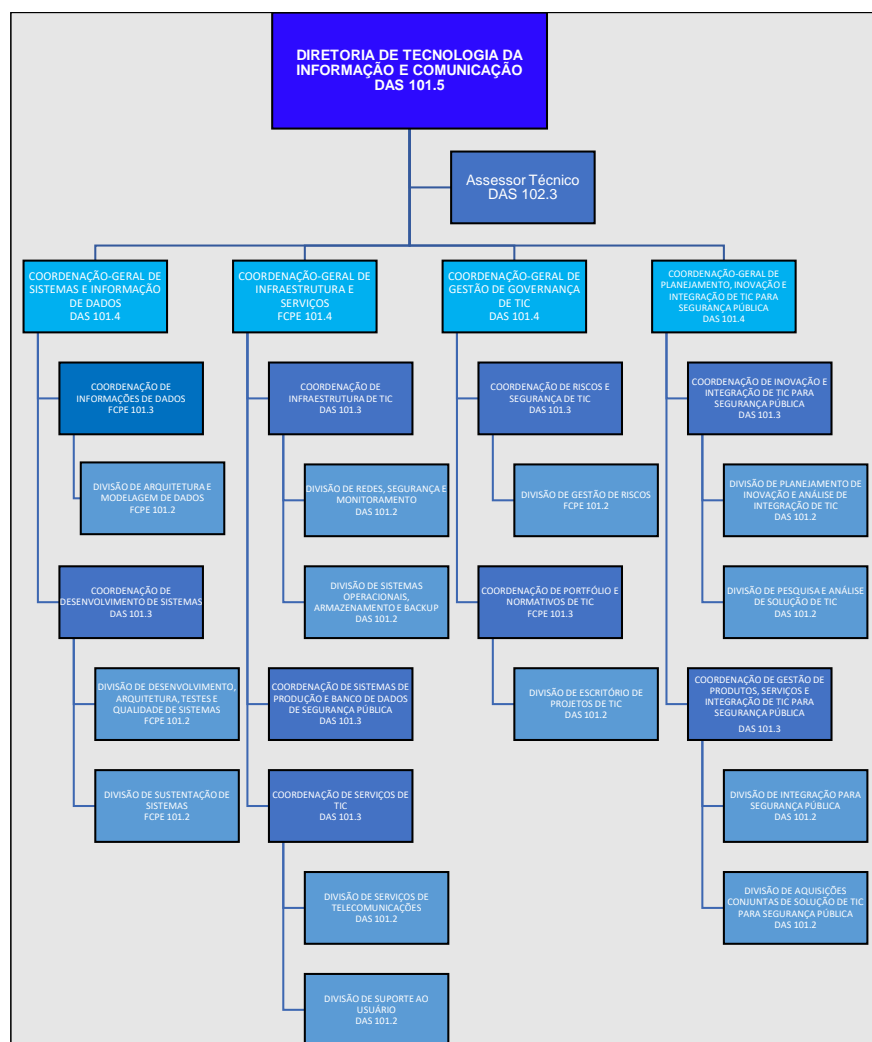 DIRETORIA DE TECNOLOGIA DA
INFORMAÇÃO E COMUNICAÇÃO
DAS 101.5
Assessor Técnico
DAS 102.3
COORDENAÇÃO-GERAL DE
SISTEMAS E INFORMAÇÃO
DE DADOS
DAS 101.4
COORDENAÇÃO DE
INFORMAÇÕES DE DADOS
FCPE 101.3
DIVISÃO DE ARQUITETURA E
MODELAGEM DE DADOS
FCPE 101.2
COORDENAÇÃO DE
DESENVOLVIMENTO DE SISTEMAS
DAS 101.3
DIVISÃO DE DESENVOLVIMENTO,
ARQUITETURA, TESTES E
QUALIDADE DE SISTEMAS
FCPE 101.2
DIVISÃO DE SUSTENTAÇÃO DE
SISTEMAS
FCPE 101.2
COORDENAÇÃO-GERAL DE
INFRAESTRUTURA E
SERVIÇOS
FCPE 101.4
COORDENAÇÃO DE
INFRAESTRUTURA DE TIC
DAS 101.3
DIVISÃO DE REDES, SEGURANÇA E
MONITORAMENTO
DAS 101.2
DIVISÃO DE SISTEMAS
OPERACIONAIS,
ARMAZENAMENTO E BACKUP
DAS 101.2
COORDENAÇÃO DE SISTEMAS DE
PRODUÇÃO E BANCO DE DADOS
DE SEGURANÇA PÚBLICA
DAS 101.3
COORDENAÇÃO DE SERVIÇOS DE
TIC
DAS 101.3
DIVISÃO DE SERVIÇOS DE
TELECOMUNICAÇÕES
DAS 101.2
DIVISÃO DE SUPORTE AO
USUÁRIO
DAS 101.2
COORDENAÇÃO-GERAL DE
GESTÃO DE GOVERNANÇA
DE TIC
DAS 101.4
COORDENAÇÃO DE RISCOS E
SEGURANÇA DE TIC
DAS 101.3
DIVISÃO DE GESTÃO DE RISCOS
FCPE 101.2
COORDENAÇÃO DE PORTFÓLIO E
NORMATIVOS DE TIC
FCPE 101.3
DIVISÃO DE ESCRITÓRIO DE
PROJETOS DE TIC
DAS 101.2
COORDENAÇÃO-GERAL DE
PLANEJAMENTO, INOVAÇÃO E
INTEGRAÇÃO DE TIC PARA
SEGURANÇA PÚBLICA
DAS 101.4
COORDENAÇÃO DE INOVAÇÃO E
INTEGRAÇÃO DE TIC PARA
SEGURANÇA PÚBLICA
DAS 101.3
DIVISÃO DE PLANEJAMENTO DE
INOVAÇÃO E ANÁLISE DE
INTEGRAÇÃO DE TIC
DAS 101.2
DIVISÃO DE PESQUISA E ANÁLISE
DE SOLUÇÃO DE TIC
DAS 101.2
COORDENAÇÃO DE GESTÃO DE
PRODUTOS, SERVIÇOS E
INTEGRAÇÃO DE TIC PARA
SEGURANÇA PÚBLICA
DAS 101.3
DIVISÃO DE INTEGRAÇÃO PARA
SEGURANÇA PÚBLICA
DAS 101.2
DIVISÃO DE AQUISIÇÕES
CONJUNTAS DE SOLUÇÃO DE TIC
PARA SEGURANÇA PÚBLICA
DAS 101.2